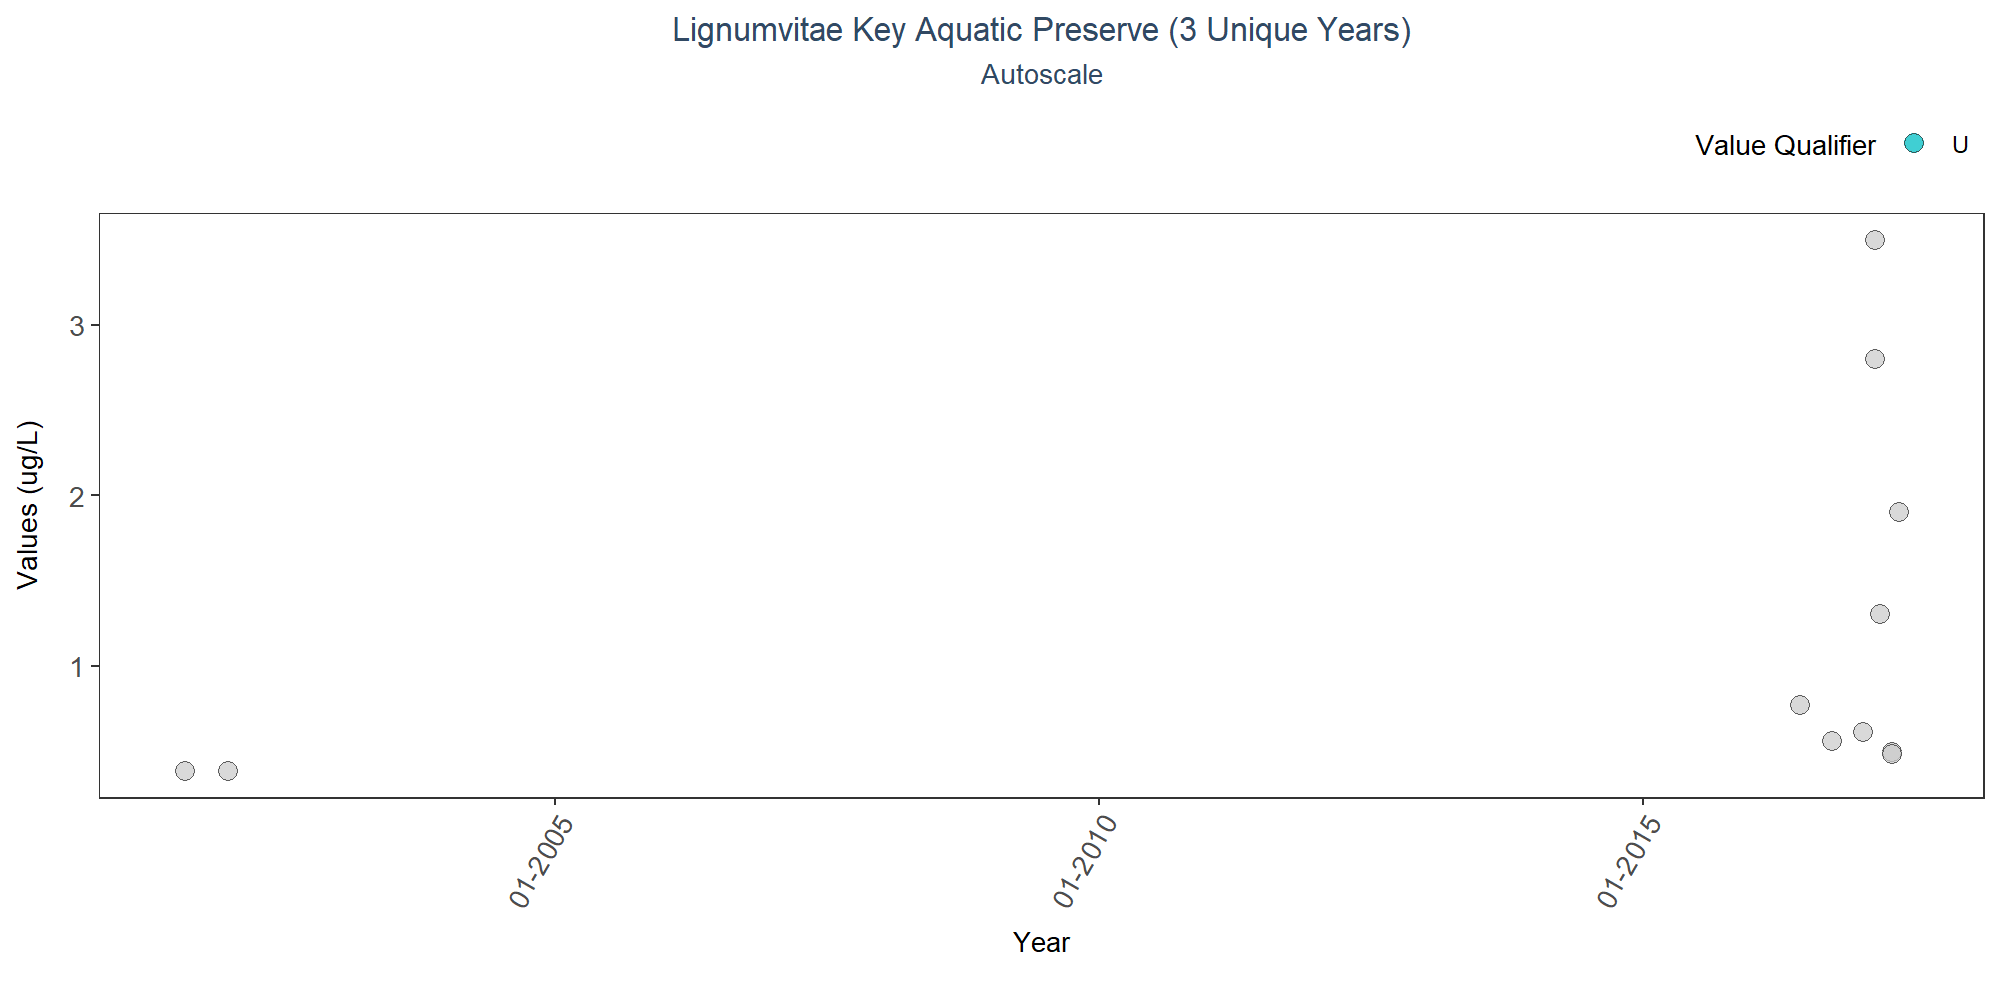 Lignumvitae Key Aquatic Preserve (3 Unique Years)
Autoscale
Value Qualifier U
Values (ug/L)
3
2
1
01-2005
01-2010
01-2015
Year